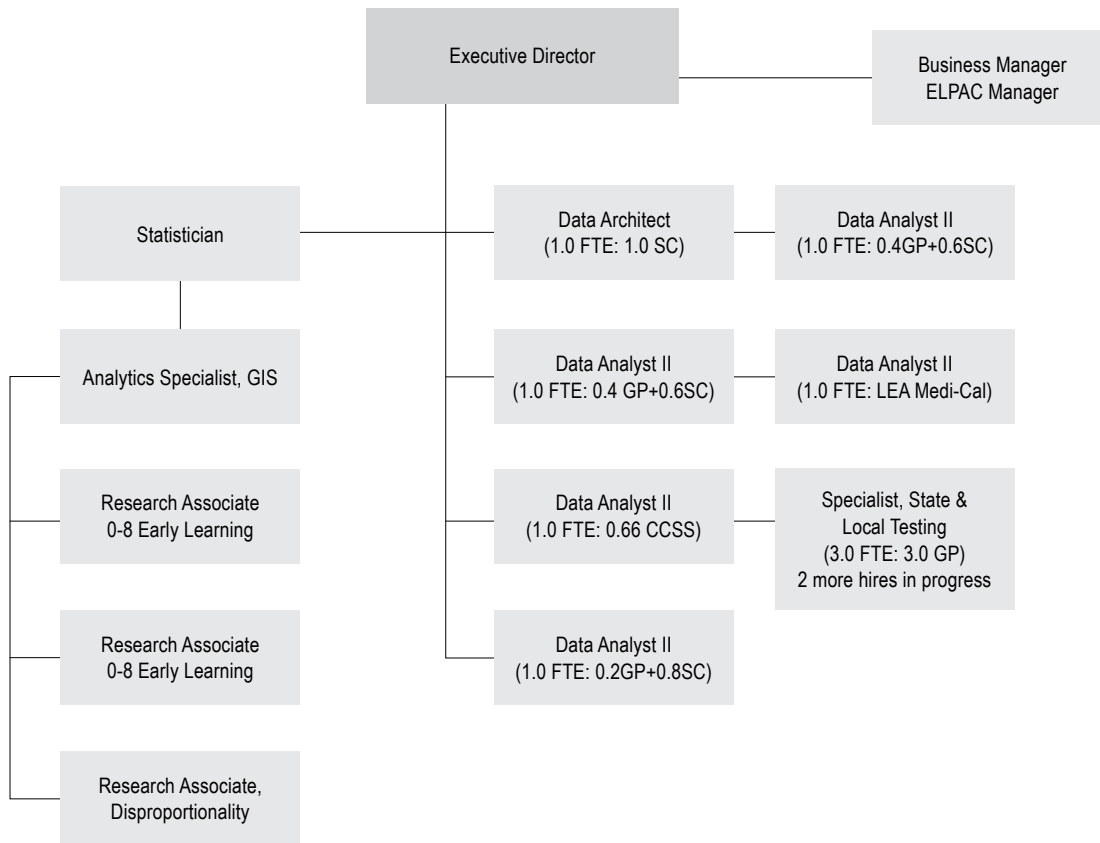 Executive Director
Business Manager
ELPAC Manager
Statistician
Data Architect
(1.0 FTE: 1.0 SC)
Data Analyst II
(1.0 FTE: 0.4GP+0.6SC)
Analytics Specialist, GIS
Data Analyst II
(1.0 FTE: 0.4 GP+0.6SC)
Data Analyst II
(1.0 FTE: LEA Medi-Cal)
Research Associate
0-8 Early Learning
Data Analyst II
(1.0 FTE: 0.66 CCSS)
Specialist, State &
Local Testing
(3.0 FTE: 3.0 GP)
2 more hires in progress
Research Associate
0-8 Early Learning
Data Analyst II
(1.0 FTE: 0.2GP+0.8SC)
Research Associate,
Disproportionality